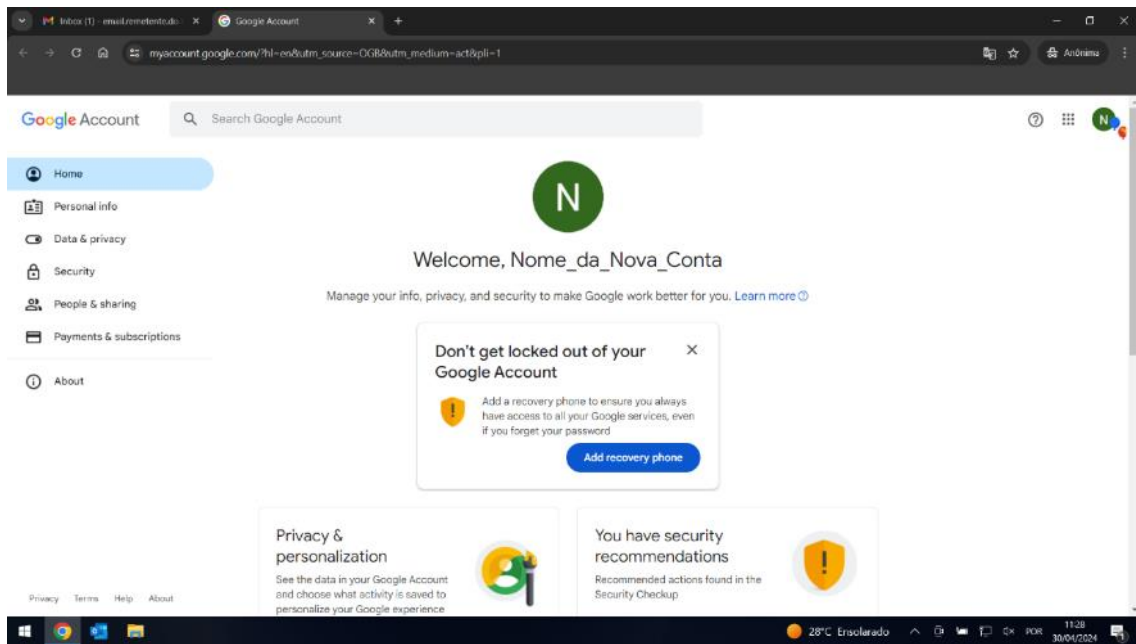 Inbox (1) - email.remetente.do
Google Account
myaccount.google.com/?hl=en&utm_source=OGB&utm_medium=act&pli=1
Anônima
Google Account
Search Google Account
N
Home
Personal info
Data & privacy
Security
People & sharing
Payments & subscriptions
About
N
Welcome, Nome_da_Nova_Conta
Manage your info, privacy, and security to make Google work better for you. Learn more
Don't get locked out of your
Google Account
Add a recovery phone to ensure you always
have access to all your Google services, even
if you forget your password
Add recovery phone
Privacy &
personalization
See the data in your Google Account
and choose what activity is saved to
personalize your Google experience
You have security
recommendations
Recommended actions found in the
Security Checkup
Privacy Terms Help About
28°C Ensolarado
POR
11:28
30/04/2024